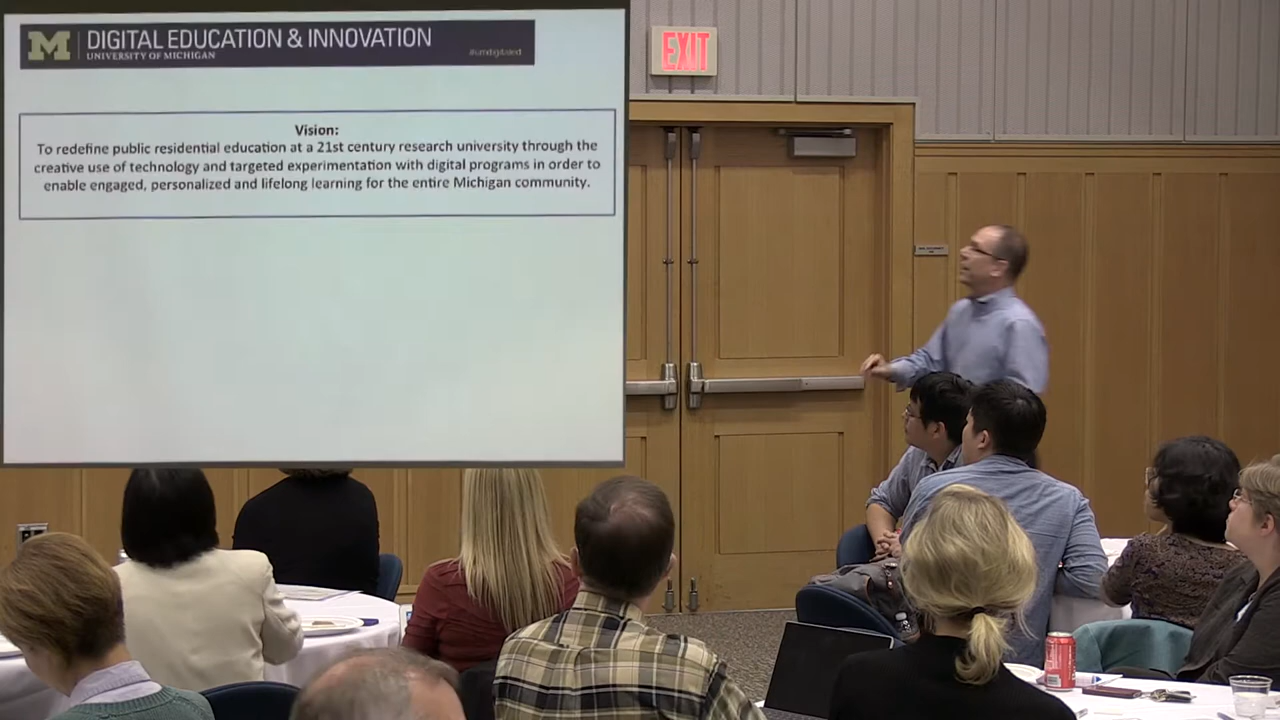 M
DIGITAL EDUCATION & INNOVATION
UNIVERSITY OF MICHIGAN
#umdigitaled
Vision:
To redefine public residential education at a 21st century research university through the
creative use of technology and targeted experimentation with digital programs in order to
enable engaged, personalized and lifelong learning for the entire Michigan community.
EXIT